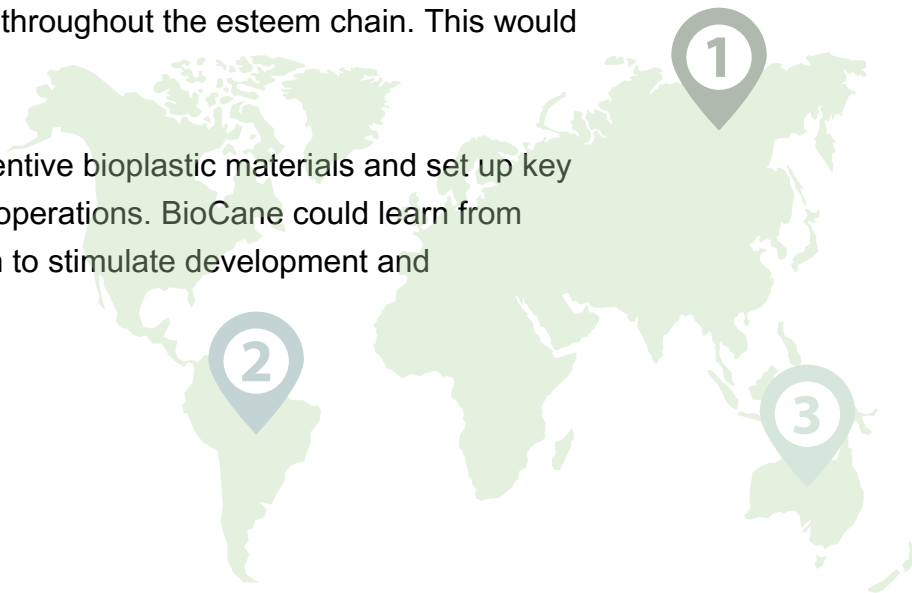 throughout the esteem chain. This would
1
entive bioplastic materials and set up key
operations. BioCane could learn from
to stimulate development and
2
3